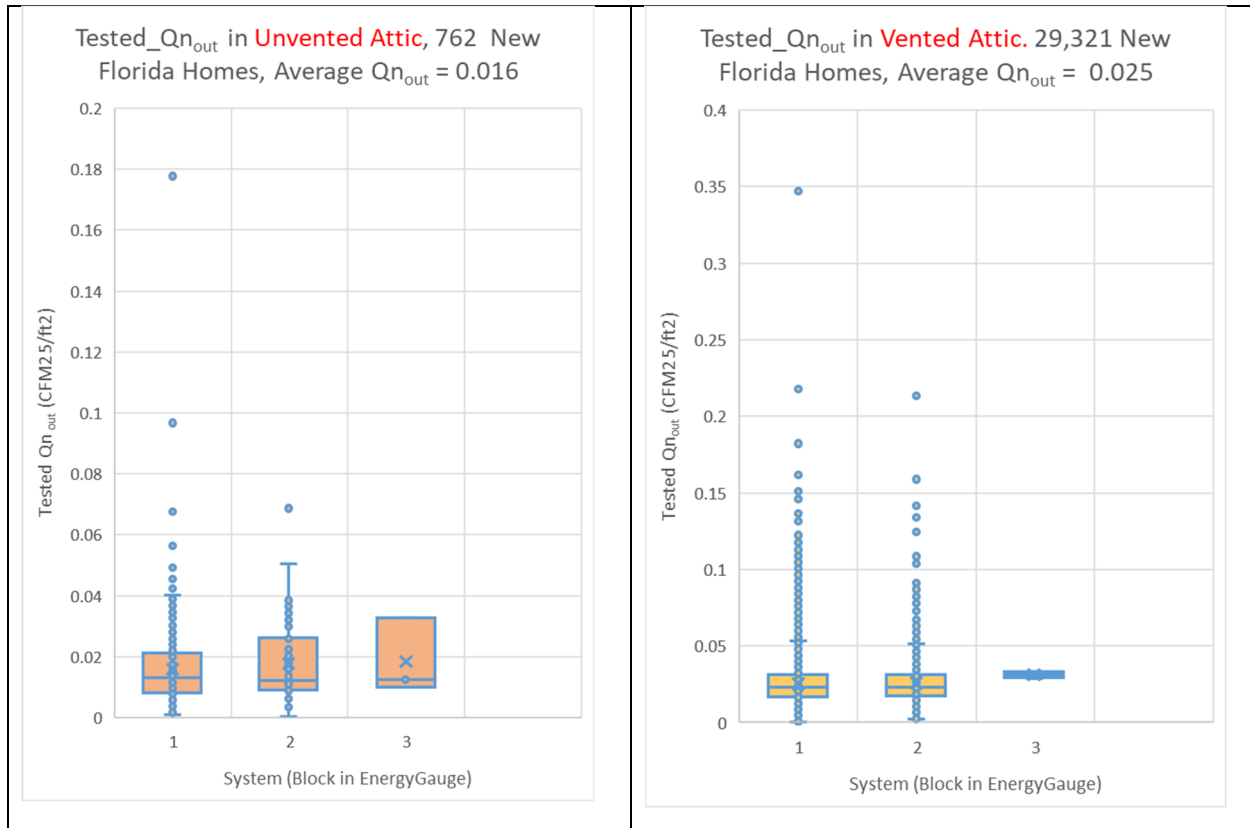 Tested_Qnout in Unvented Attic, 762 New
Florida Homes, Average Qnout = 0.016
0.2
0.18
0.16
0.14
0.12
0.1
0.08
0.06
0.04
0.02
0
Tested Qn out (CFM25/ft2)
1 2 3
System (Block in EnergyGauge)
Tested_Qnout in Vented Attic. 29,321 New
Florida Homes, Average Qnout = 0.025
0.4
0.35
0.3
0.25
0.2
0.15
0.1
0.05
0
Tested Qnout (CFM25/ft2)
1 2 3
System (Block in EnergyGauge)